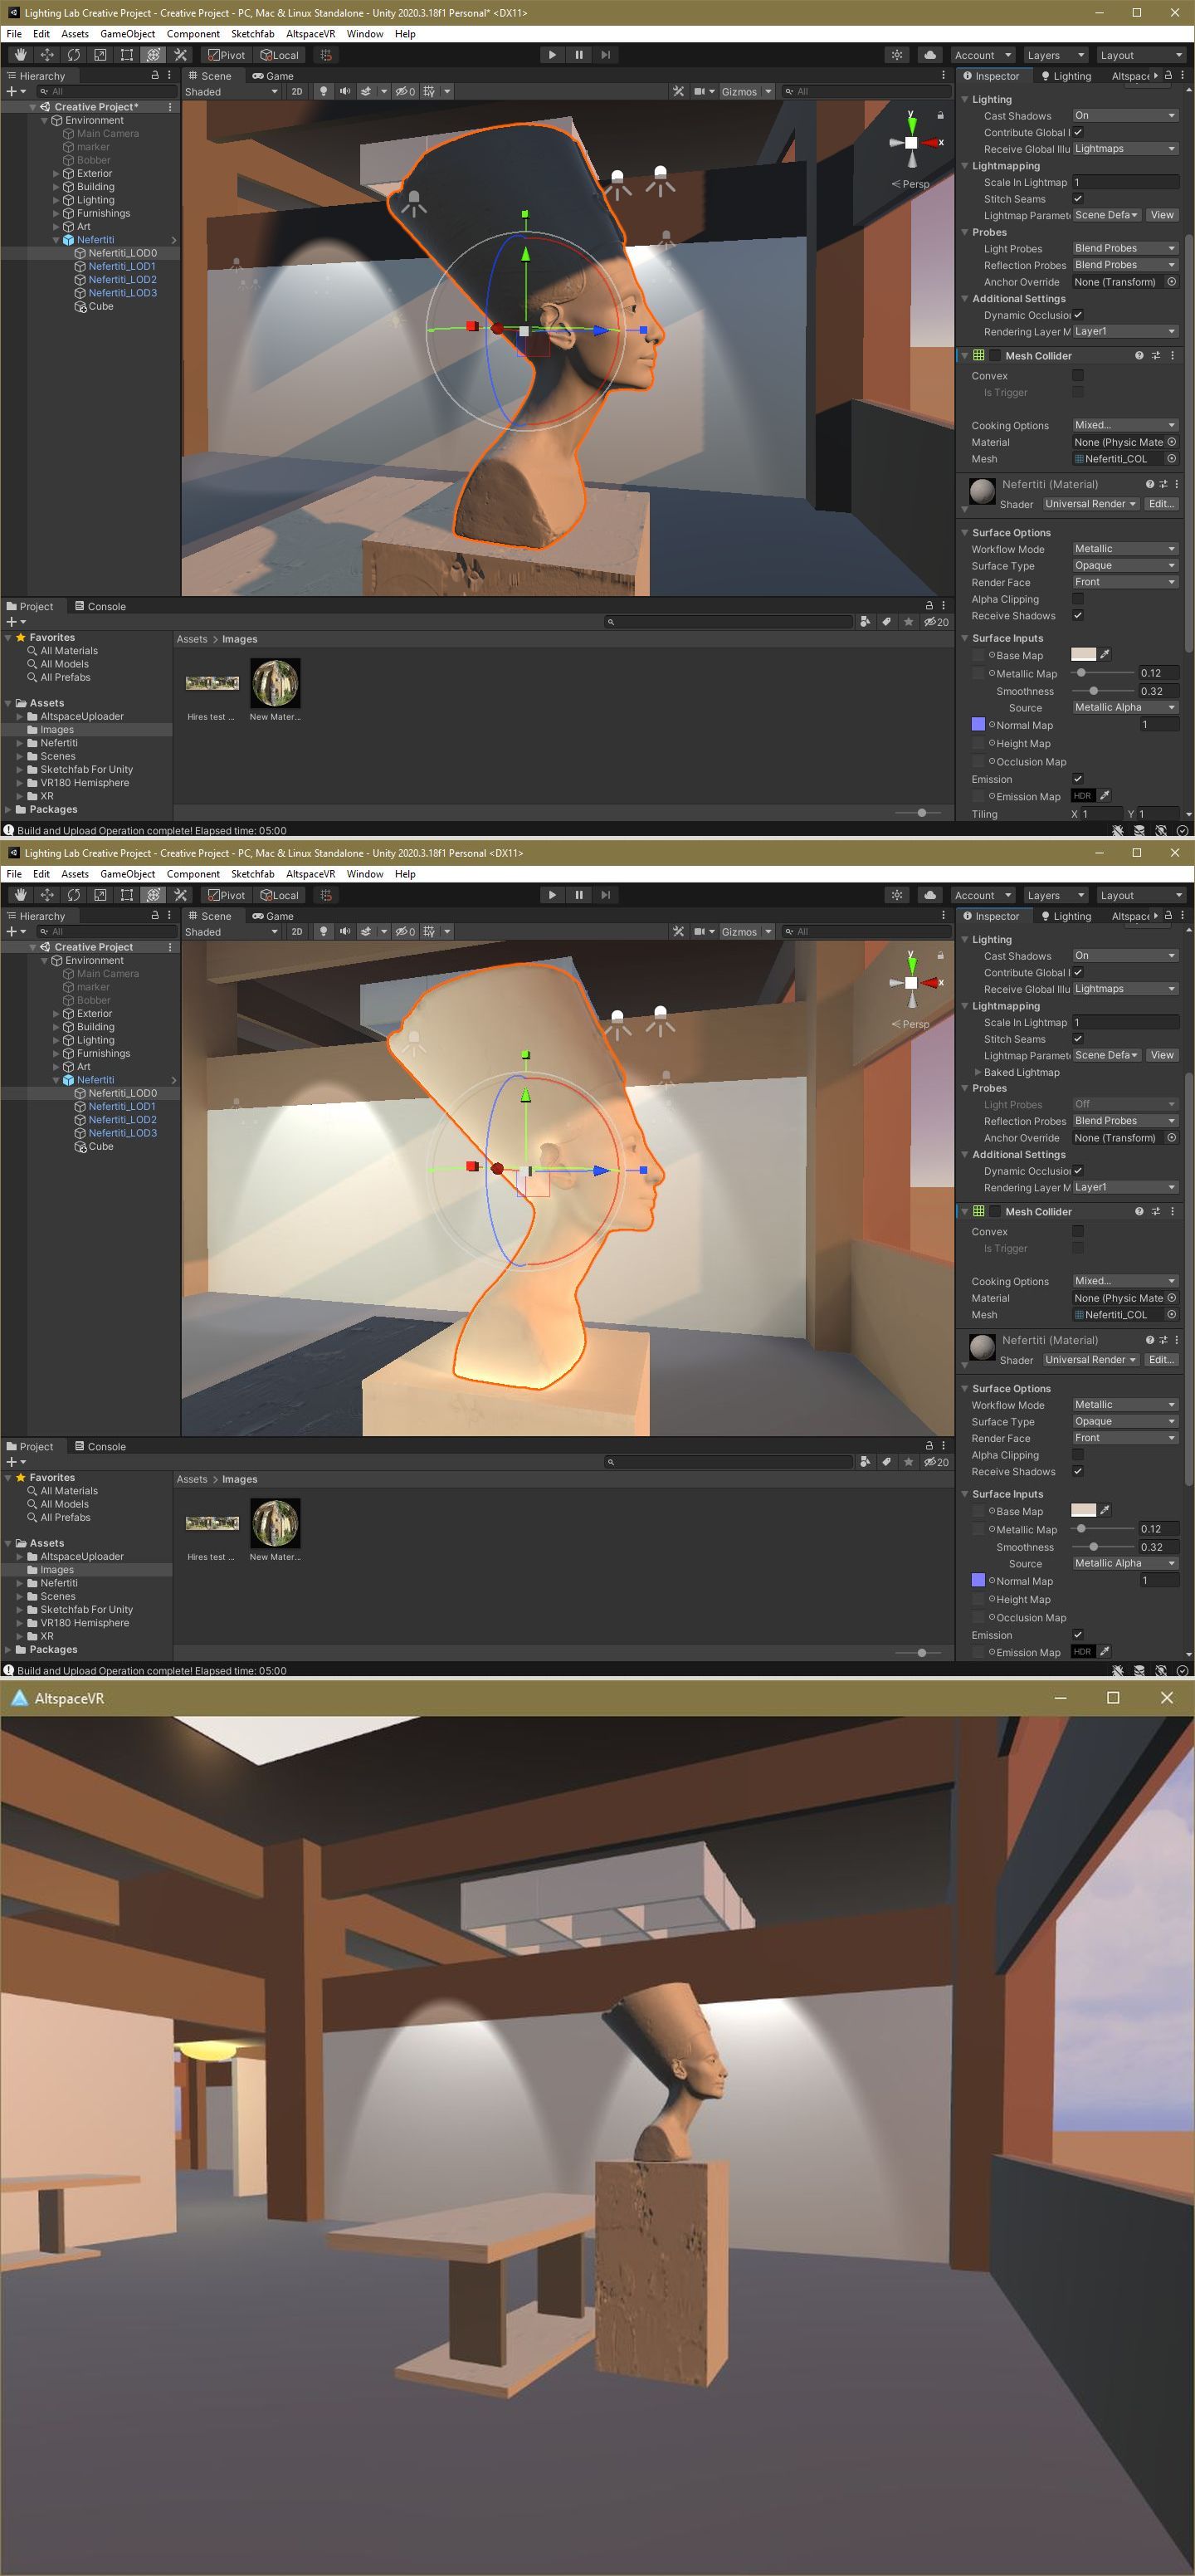 Lighting Lab Creative Project - Creative Project - PC, Mac & Linux Standalone - Unity 2020.3.18f1 Personal* <DX11>
File Edit Assets GameObject Component Sketchfab AltspaceVR Window Help
Pivot Local Account Layers Layout
Hierarchy Scene Game Inspector Lighting Altspac
All Shaded 2D 0 Gizmos All
Creative Project*
Environment
Main Camera
marker
Bobber
Exterior
Building
Lighting
Furnishings
Art
Nefertiti
Nefertiti_LOD0
Nefertiti_LOD1
Nefertiti_LOD2
Nefertiti_LOD3
Cube
y
x
Persp
Lighting
Cast Shadows On
Contribute Global I
Receive Global Illu Lightmaps
Lightmapping
Scale In Lightmap 1
Stitch Seams
Lightmap Paramet Scene Defa View
Probes
Light Probes Blend Probes
Reflection Probes Blend Probes
Anchor Override None (Transform)
Additional Settings
Dynamic Occlusion
Rendering Layer M Layer1
Mesh Collider
Convex
Is Trigger
Cooking Options Mixed...
Material None (Physic Mate
Mesh Nefertiti_COL
Nefertiti (Material)
Shader Universal Render Edit...
Surface Options
Workflow Mode Metallic
Surface Type Opaque
Render Face Front
Alpha Clipping
Receive Shadows
Surface Inputs
Base Map
Metallic Map 0.12
Smoothness 0.32
Source Metallic Alpha
Normal Map 1
Height Map
Occlusion Map
Emission
Emission Map HDR
Tiling X 1 Y 1
Project Console
20
Favorites
All Materials
All Models
All Prefabs
Assets
AltspaceUploader
Images
Nefertiti
Scenes
Sketchfab For Unity
VR180 Hemisphere
XR
Packages
Assets > Images
Hires test ... New Mater...
Build and Upload Operation complete! Elapsed time: 05:00
Lighting Lab Creative Project - Creative Project - PC, Mac & Linux Standalone - Unity 2020.3.18f1 Personal <DX11>
File Edit Assets GameObject Component Sketchfab AltspaceVR Window Help
Pivot Local Account Layers Layout
Hierarchy Scene Game Inspector Lighting Altspac
All Shaded 2D 0 Gizmos All
Creative Project
Environment
Main Camera
marker
Bobber
Exterior
Building
Lighting
Furnishings
Art
Nefertiti
Nefertiti_LOD0
Nefertiti_LOD1
Nefertiti_LOD2
Nefertiti_LOD3
Cube
y
x
Persp
Lighting
Cast Shadows On
Contribute Global I
Receive Global Illu Lightmaps
Lightmapping
Scale In Lightmap 1
Stitch Seams
Lightmap Paramet Scene Defa View
Baked Lightmap
Probes
Light Probes Off
Reflection Probes Blend Probes
Anchor Override None (Transform)
Additional Settings
Dynamic Occlusion
Rendering Layer M Layer1
Mesh Collider
Convex
Is Trigger
Cooking Options Mixed...
Material None (Physic Mate
Mesh Nefertiti_COL
Nefertiti (Material)
Shader Universal Render Edit...
Surface Options
Workflow Mode Metallic
Surface Type Opaque
Render Face Front
Alpha Clipping
Receive Shadows
Surface Inputs
Base Map
Metallic Map 0.12
Smoothness 0.32
Source Metallic Alpha
Normal Map 1
Height Map
Occlusion Map
Emission
Emission Map HDR
Project Console
20
Favorites
All Materials
All Models
All Prefabs
Assets
AltspaceUploader
Images
Nefertiti
Scenes
Sketchfab For Unity
VR180 Hemisphere
XR
Packages
Assets > Images
Hires test ... New Mater...
Build and Upload Operation complete! Elapsed time: 05:00
AltspaceVR